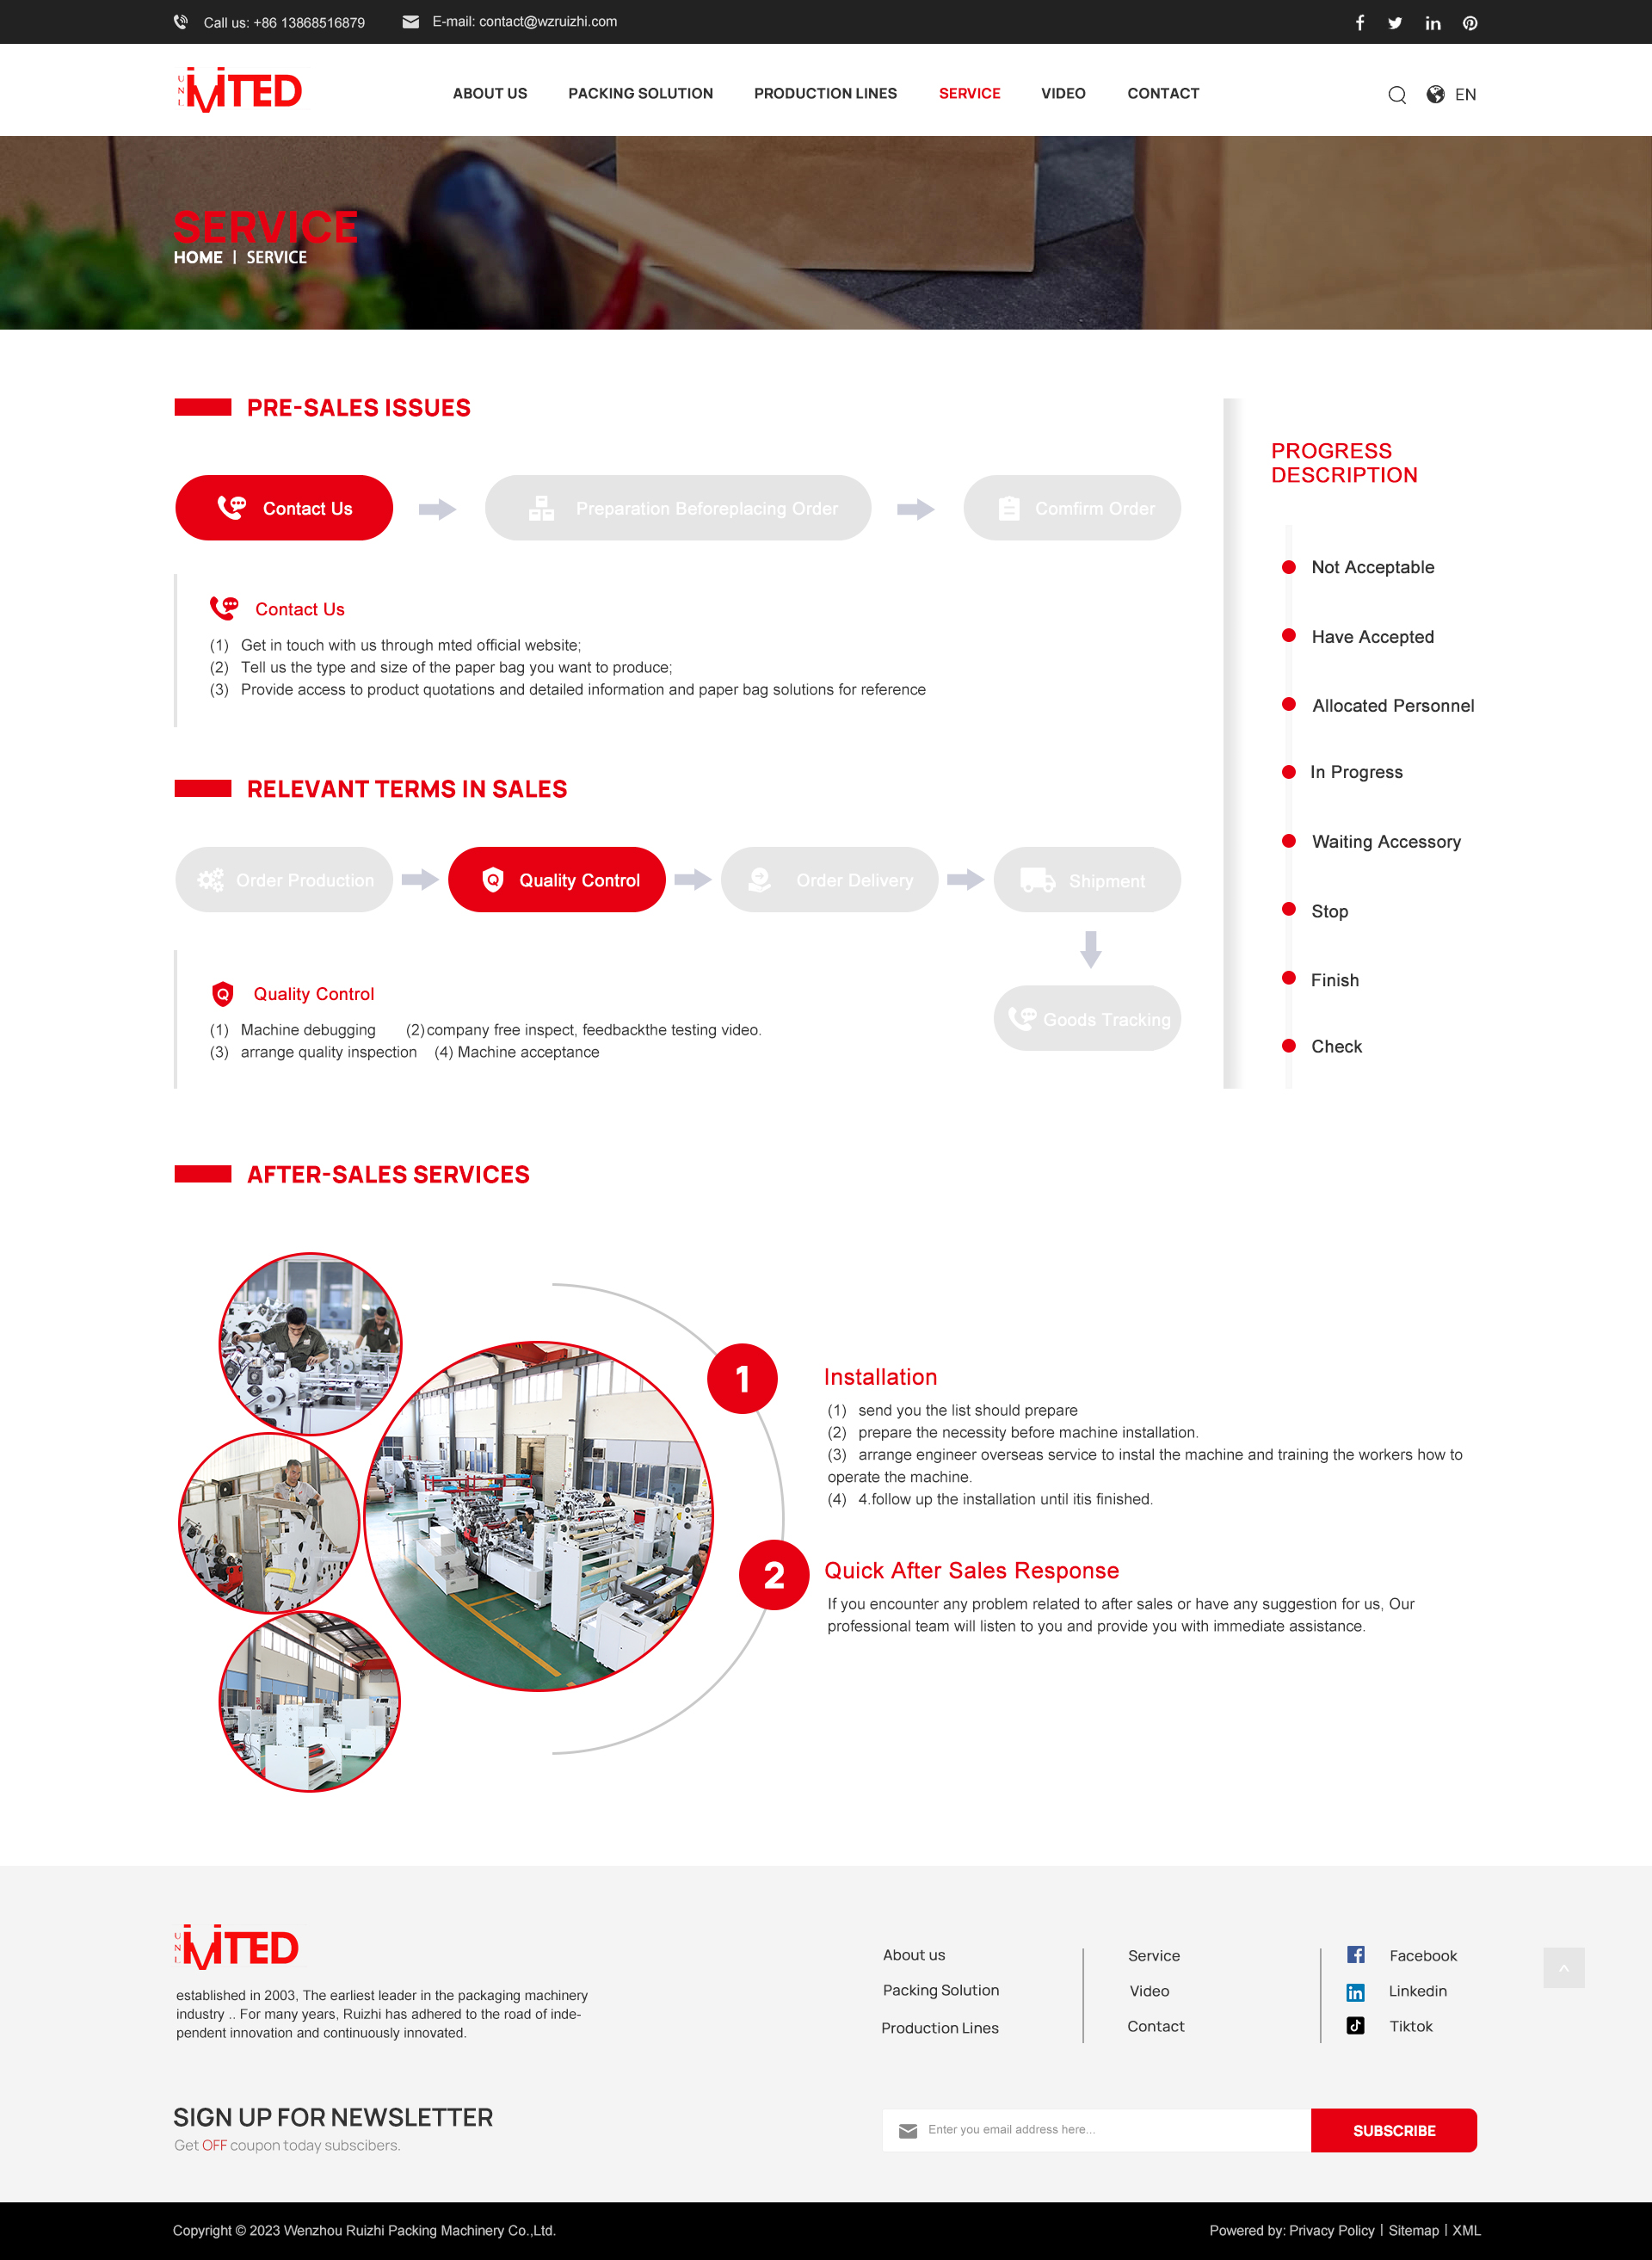 Call us: +86 13868516879
E-mail: contact@wzruizhi.com
UNI MTED
ABOUT US
PACKING SOLUTION
PRODUCTION LINES
SERVICE
VIDEO
CONTACT
EN
SERVICE
HOME | SERVICE
PRE-SALES ISSUES
Contact Us
Preparation Beforeplacing Order
Comfirm Order
Contact Us
(1) Get in touch with us through mted official website;
(2) Tell us the type and size of the paper bag you want to produce;
(3) Provide access to product quotations and detailed information and paper bag solutions for reference
RELEVANT TERMS IN SALES
Order Production
Quality Control
Order Delivery
Shipment
Goods Tracking
Quality Control
(1) Machine debugging (2)company free inspect, feedbackthe testing video.
(3) arrange quality inspection (4) Machine acceptance
PROGRESS
DESCRIPTION
Not Acceptable
Have Accepted
Allocated Personnel
In Progress
Waiting Accessory
Stop
Finish
Check
AFTER-SALES SERVICES
1
Installation
(1) send you the list should prepare
(2) prepare the necessity before machine installation.
(3) arrange engineer overseas service to instal the machine and training the workers how to
operate the machine.
(4) 4.follow up the installation until itis finished.
2
Quick After Sales Response
If you encounter any problem related to after sales or have any suggestion for us, Our
professional team will listen to you and provide you with immediate assistance.
UNI MTED
established in 2003, The earliest leader in the packaging machinery
industry .. For many years, Ruizhi has adhered to the road of inde-
pendent innovation and continuously innovated.
About us
Packing Solution
Production Lines
Service
Video
Contact
Facebook
Linkedin
Tiktok
SIGN UP FOR NEWSLETTER
Get OFF coupon today subscibers.
Enter you email address here...
SUBSCRIBE
Copyright © 2023 Wenzhou Ruizhi Packing Machinery Co.,Ltd.
Powered by: Privacy Policy | Sitemap | XML